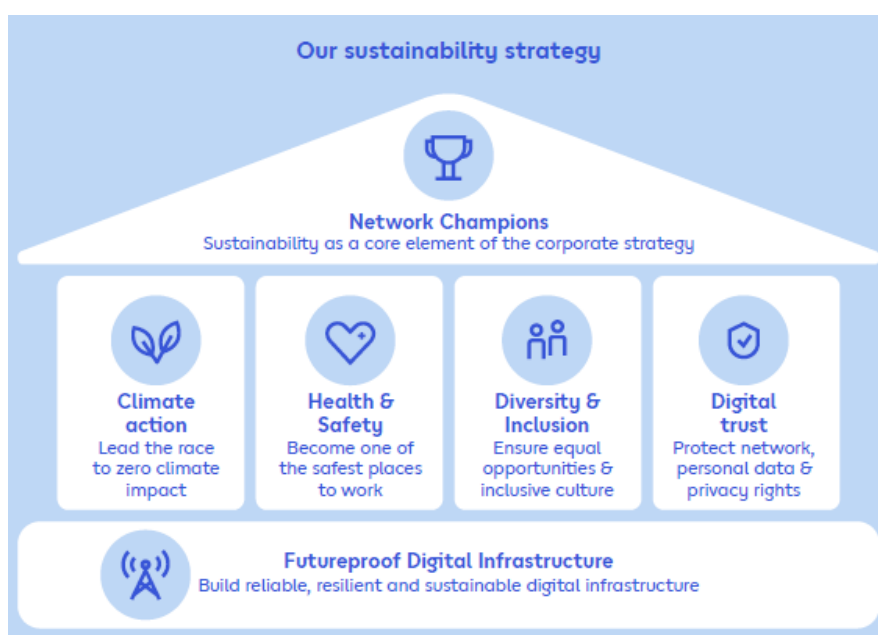 Our sustainability strategy
Network Champions
Sustainability as a core element of the corporate strategy
Climate
action
Lead the race
to zero climate
impact
Health &
Safety
Become one of
the safest places
to work
Diversity &
Inclusion
Ensure equal
opportunities &
inclusive culture
Digital
trust
Protect network,
personal data &
privacy rights
Futureproof Digital Infrastructure
Build reliable, resilient and sustainable digital infrastructure